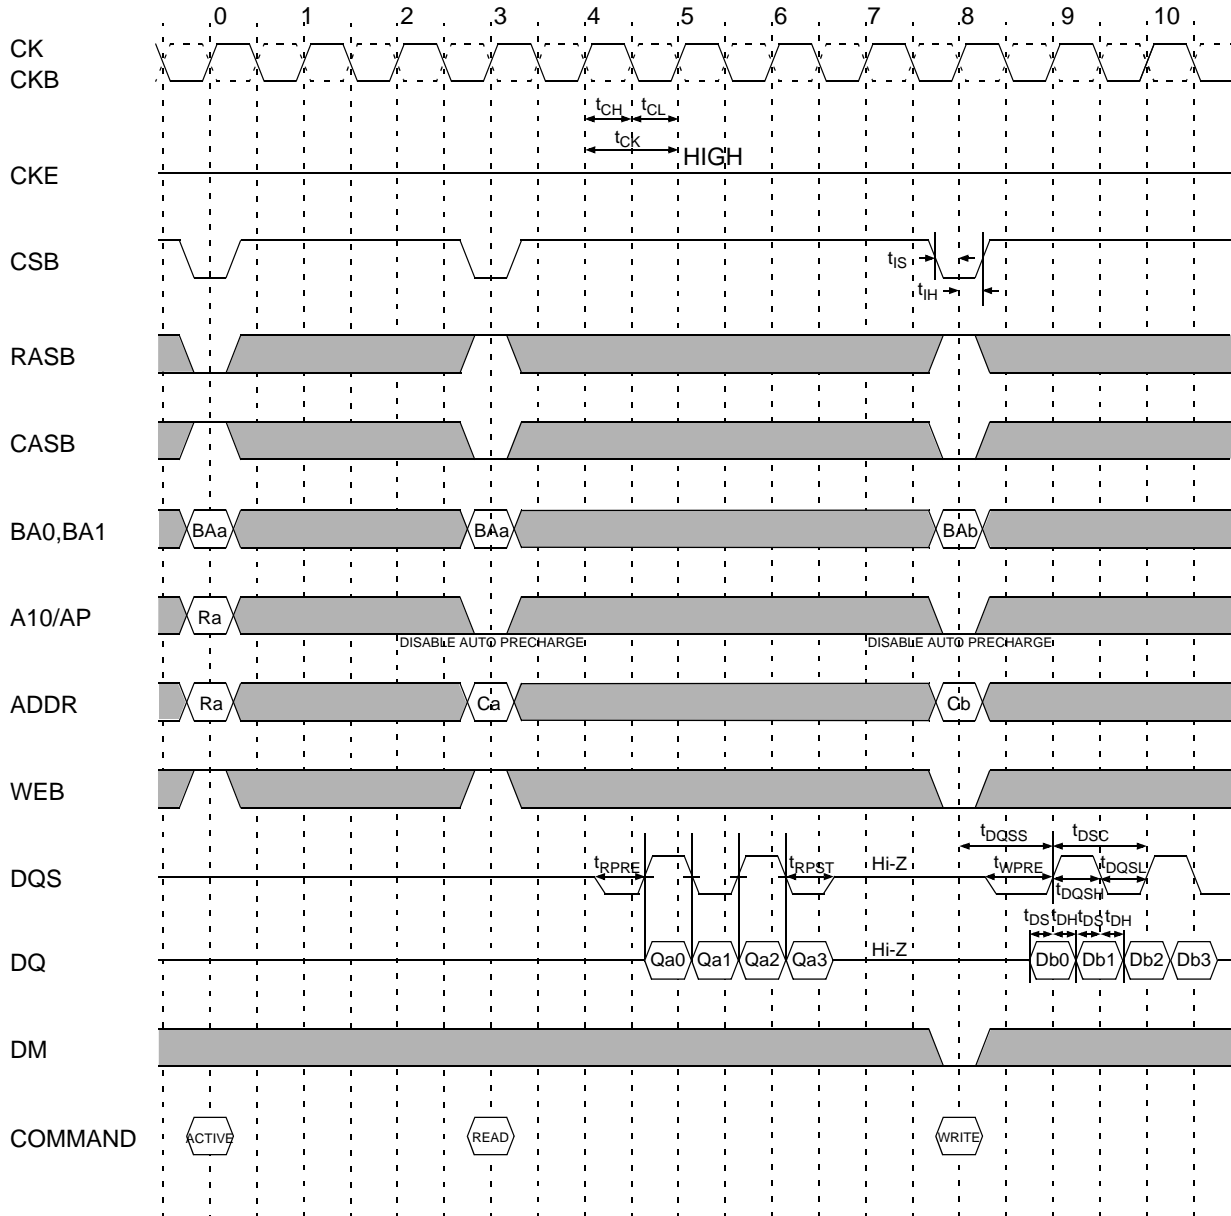 0 1 2 3 4 5 6 7 8 9 10
CK
CKB
tCH tCL
tCK
HIGH
CKE
CSB
tIS
tIH
RASB
CASB
BA0,BA1 BAa BAa BAb
A10/AP Ra
DISABLE AUTO PRECHARGE DISABLE AUTO PRECHARGE
ADDR Ra Ca Cb
WEB
tDQSS tDSC
DQS tRPRE tRPST Hi-Z tWPRE tDQSL
tDQSH
tDS tDH tDS tDH
DQ Qa0 Qa1 Qa2 Qa3 Hi-Z Db0 Db1 Db2 Db3
DM
COMMAND ACTIVE READ WRITE